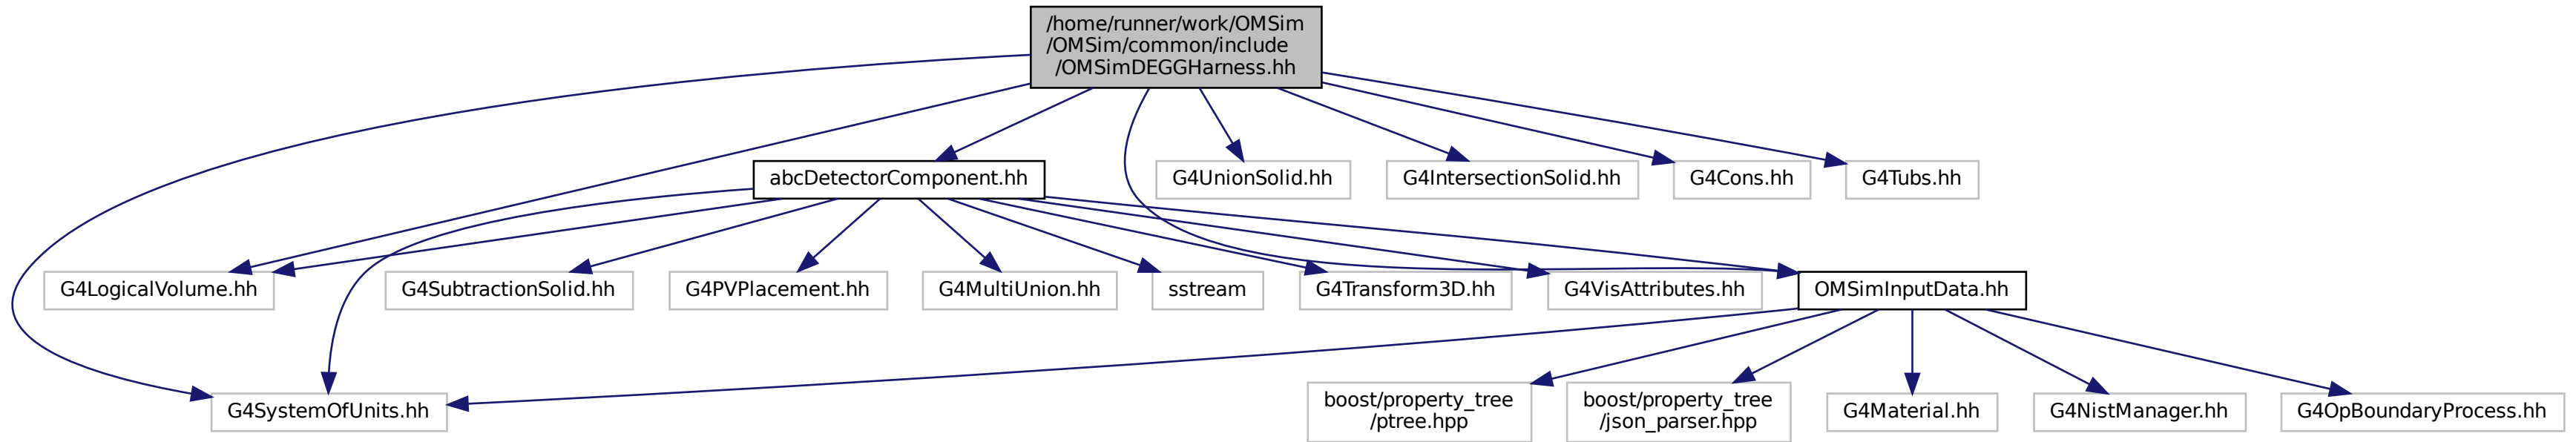 /home/runner/work/OMSim
/OMSim/common/include
/OMSimDEGGHarness.hh
abcDetectorComponent.hh
G4UnionSolid.hh
G4IntersectionSolid.hh
G4Cons.hh
G4Tubs.hh
G4LogicalVolume.hh
G4SubtractionSolid.hh
G4PVPlacement.hh
G4MultiUnion.hh
sstream
G4Transform3D.hh
G4VisAttributes.hh
OMSimInputData.hh
G4SystemOfUnits.hh
boost/property_tree
/ptree.hpp
boost/property_tree
/json_parser.hpp
G4Material.hh
G4NistManager.hh
G4OpBoundaryProcess.hh